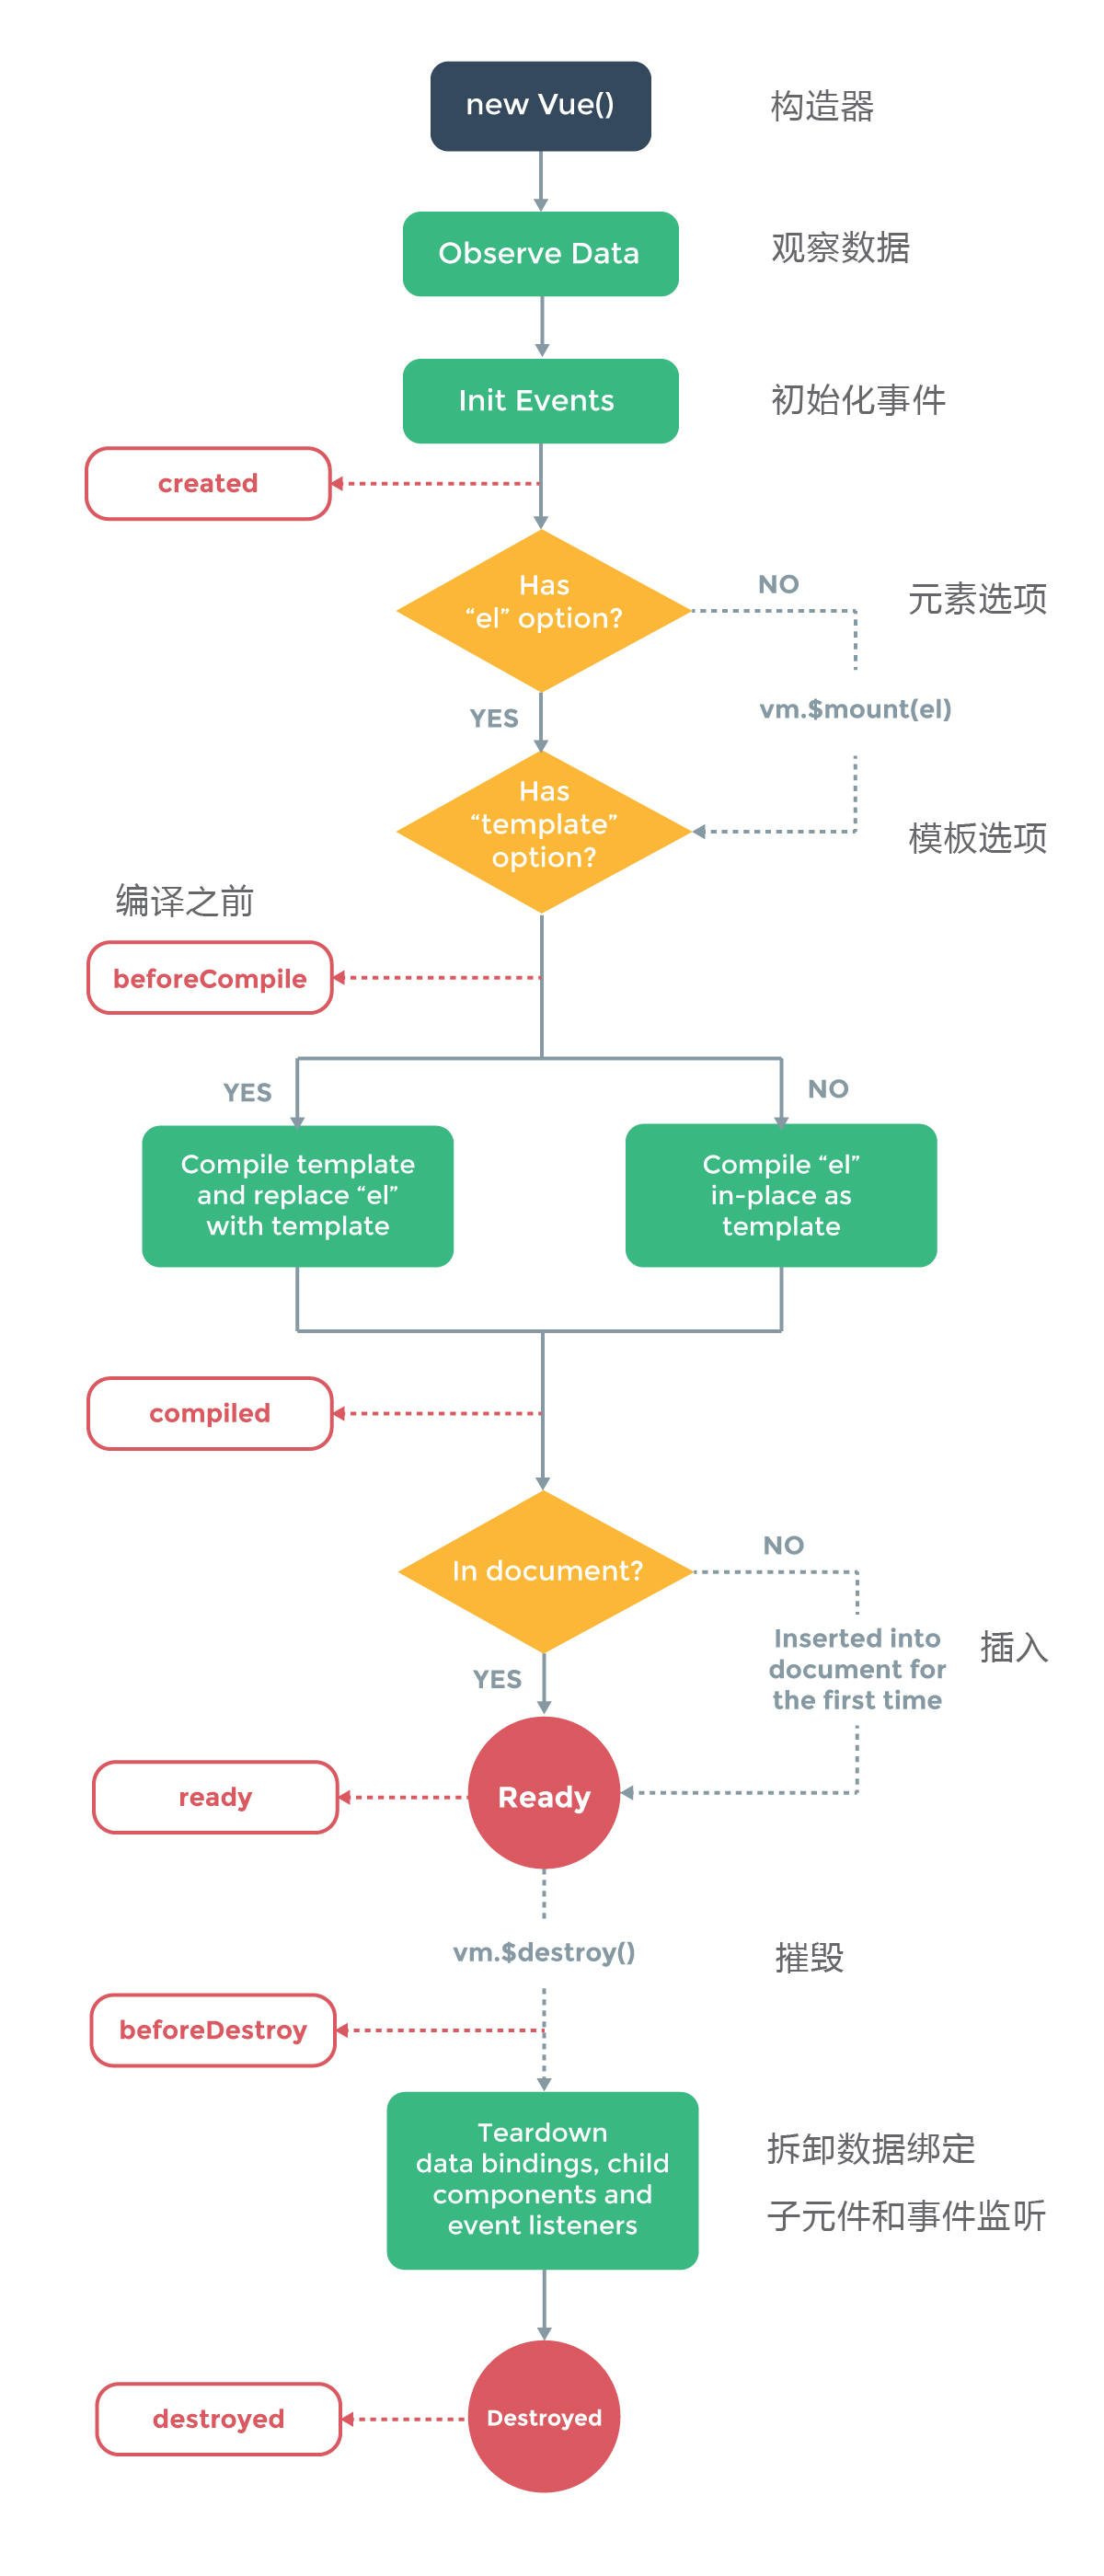 new Vue()
构造器
Observe Data
观察数据
Init Events
初始化事件
created
Has
“el” option?
NO
元素选项
YES
vm.$mount(el)
Has
“template”
option?
模板选项
编译之前
beforeCompile
YES
NO
Compile template
and replace “el”
with template
Compile “el”
in-place as
template
compiled
In document?
NO
YES
Inserted into
document for
the first time
插入
ready
Ready
vm.$destroy()
摧毁
beforeDestroy
Teardown
data bindings, child
components and
event listeners
拆卸数据绑定
子元件和事件监听
destroyed
Destroyed